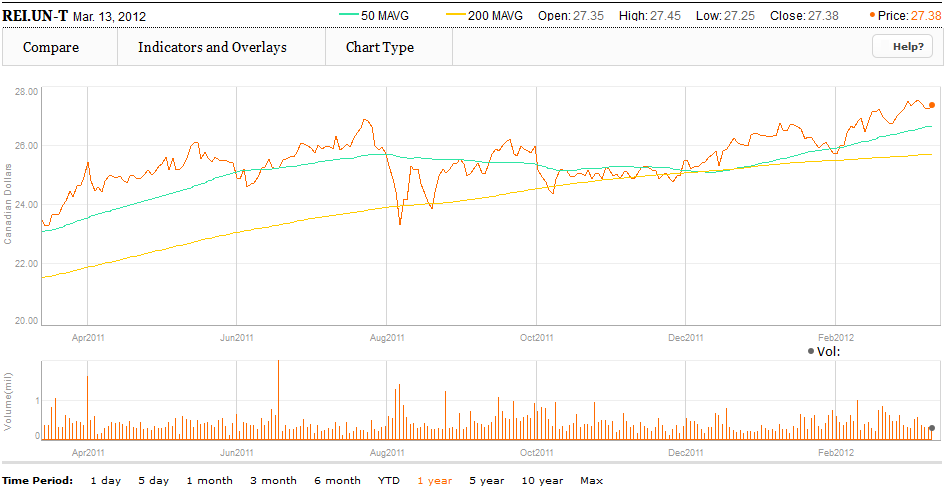 REI.UN-T Mar. 13, 2012 50 MAVG 200 MAVG Open: 27.35 High: 27.45 Low: 27.25 Close: 27.38 Price: 27.38
Compare Indicators and Overlays Chart Type Help?
28.00
26.00
24.00
22.00
20.00
Canadian Dollars
Apr2011 Jun2011 Aug2011 Oct2011 Dec2011 Feb2012
Vol:
1
0
Volume(mil)
Apr2011 Jun2011 Aug2011 Oct2011 Dec2011 Feb2012
Time Period: 1 day 5 day 1 month 3 month 6 month YTD 1 year 5 year 10 year Max